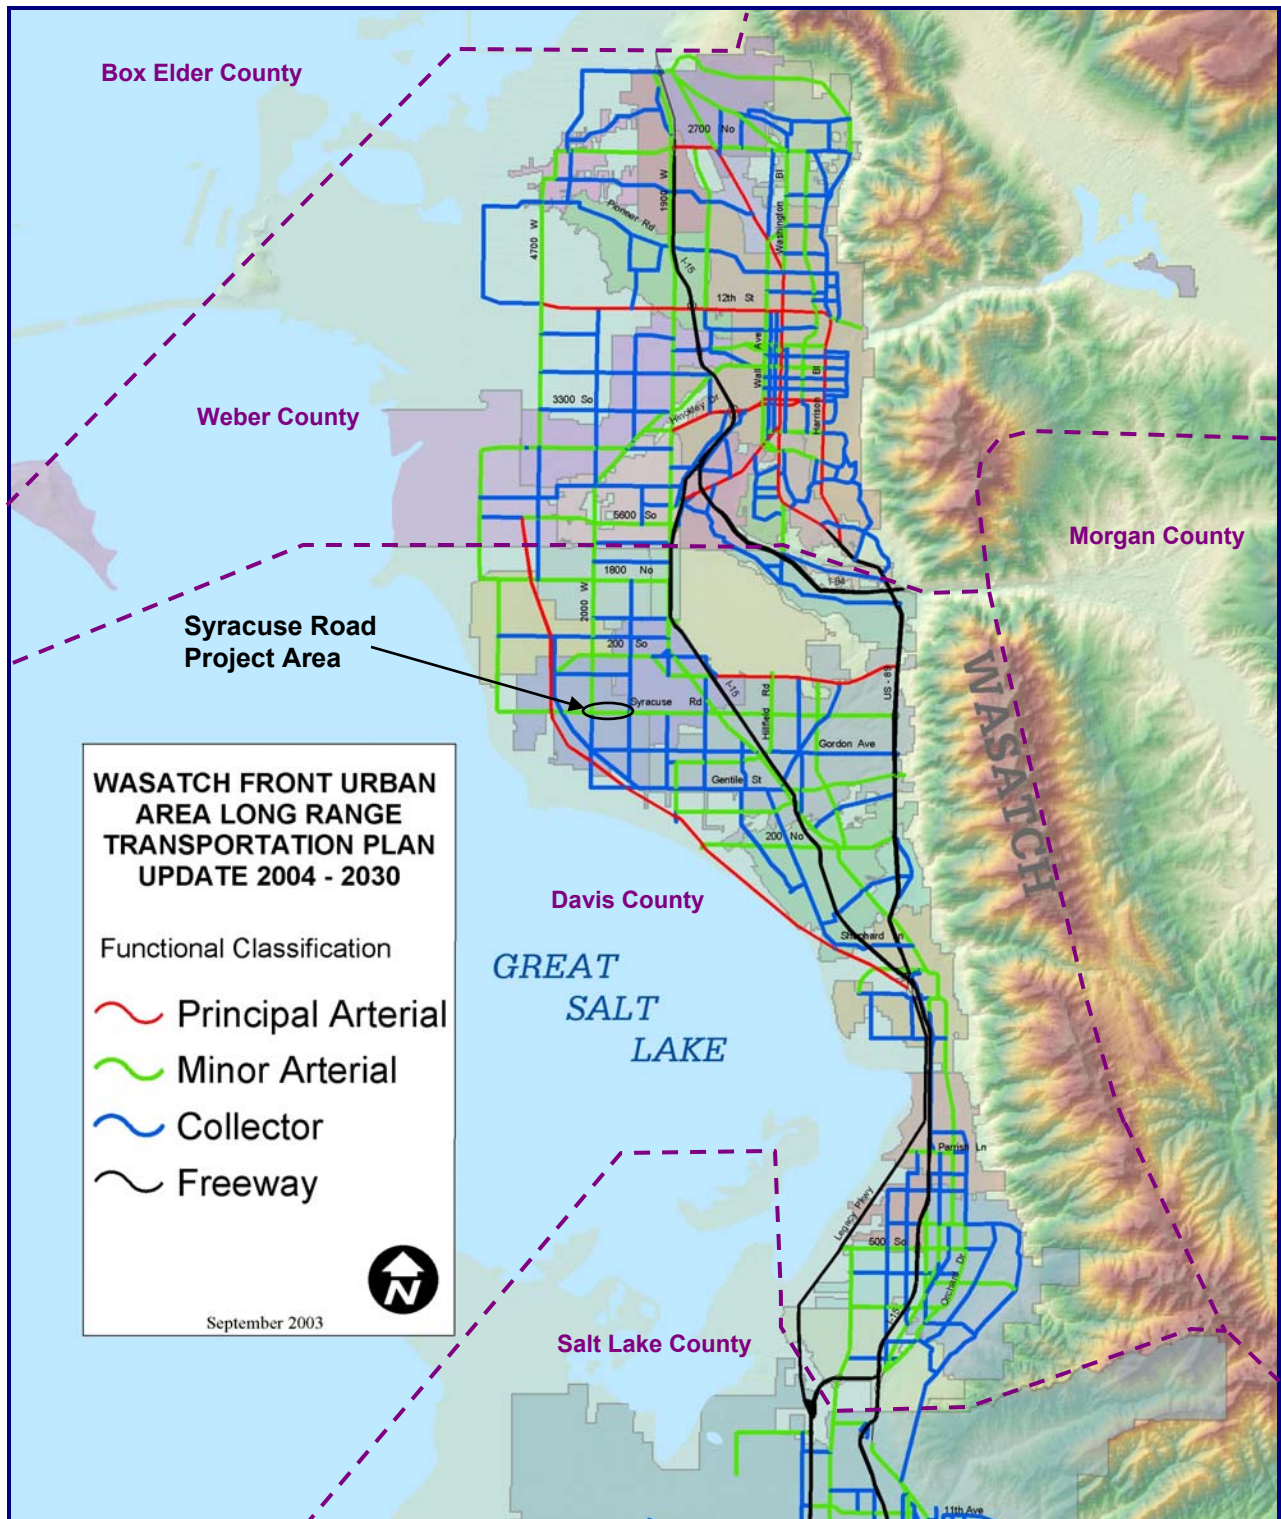 Box Elder County
2700 No
1900 W
Washington Bl
Pioneer Rd
4700 W
I-15
12th St
Wall Ave
Harrison Bl
3300 So
Hinckley Dr
Weber County
5600 So
Morgan County
1800 No
I-84
2000 W
Syracuse Road
Project Area
200 So
WASATCH
US - 89
I-15
Hillfield Rd
Syracuse Rd
Gordon Ave
Gentile St
200 No
WASATCH FRONT URBAN
AREA LONG RANGE
TRANSPORTATION PLAN
UPDATE 2004 - 2030
Functional Classification
Principal Arterial
Minor Arterial
Collector
Freeway
N
September 2003
Davis County
Shephard Ln
GREAT
SALT
LAKE
Parrish Ln
Legacy Pkwy
500 So
Orchard Dr
I-15
Salt Lake County
11th Ave